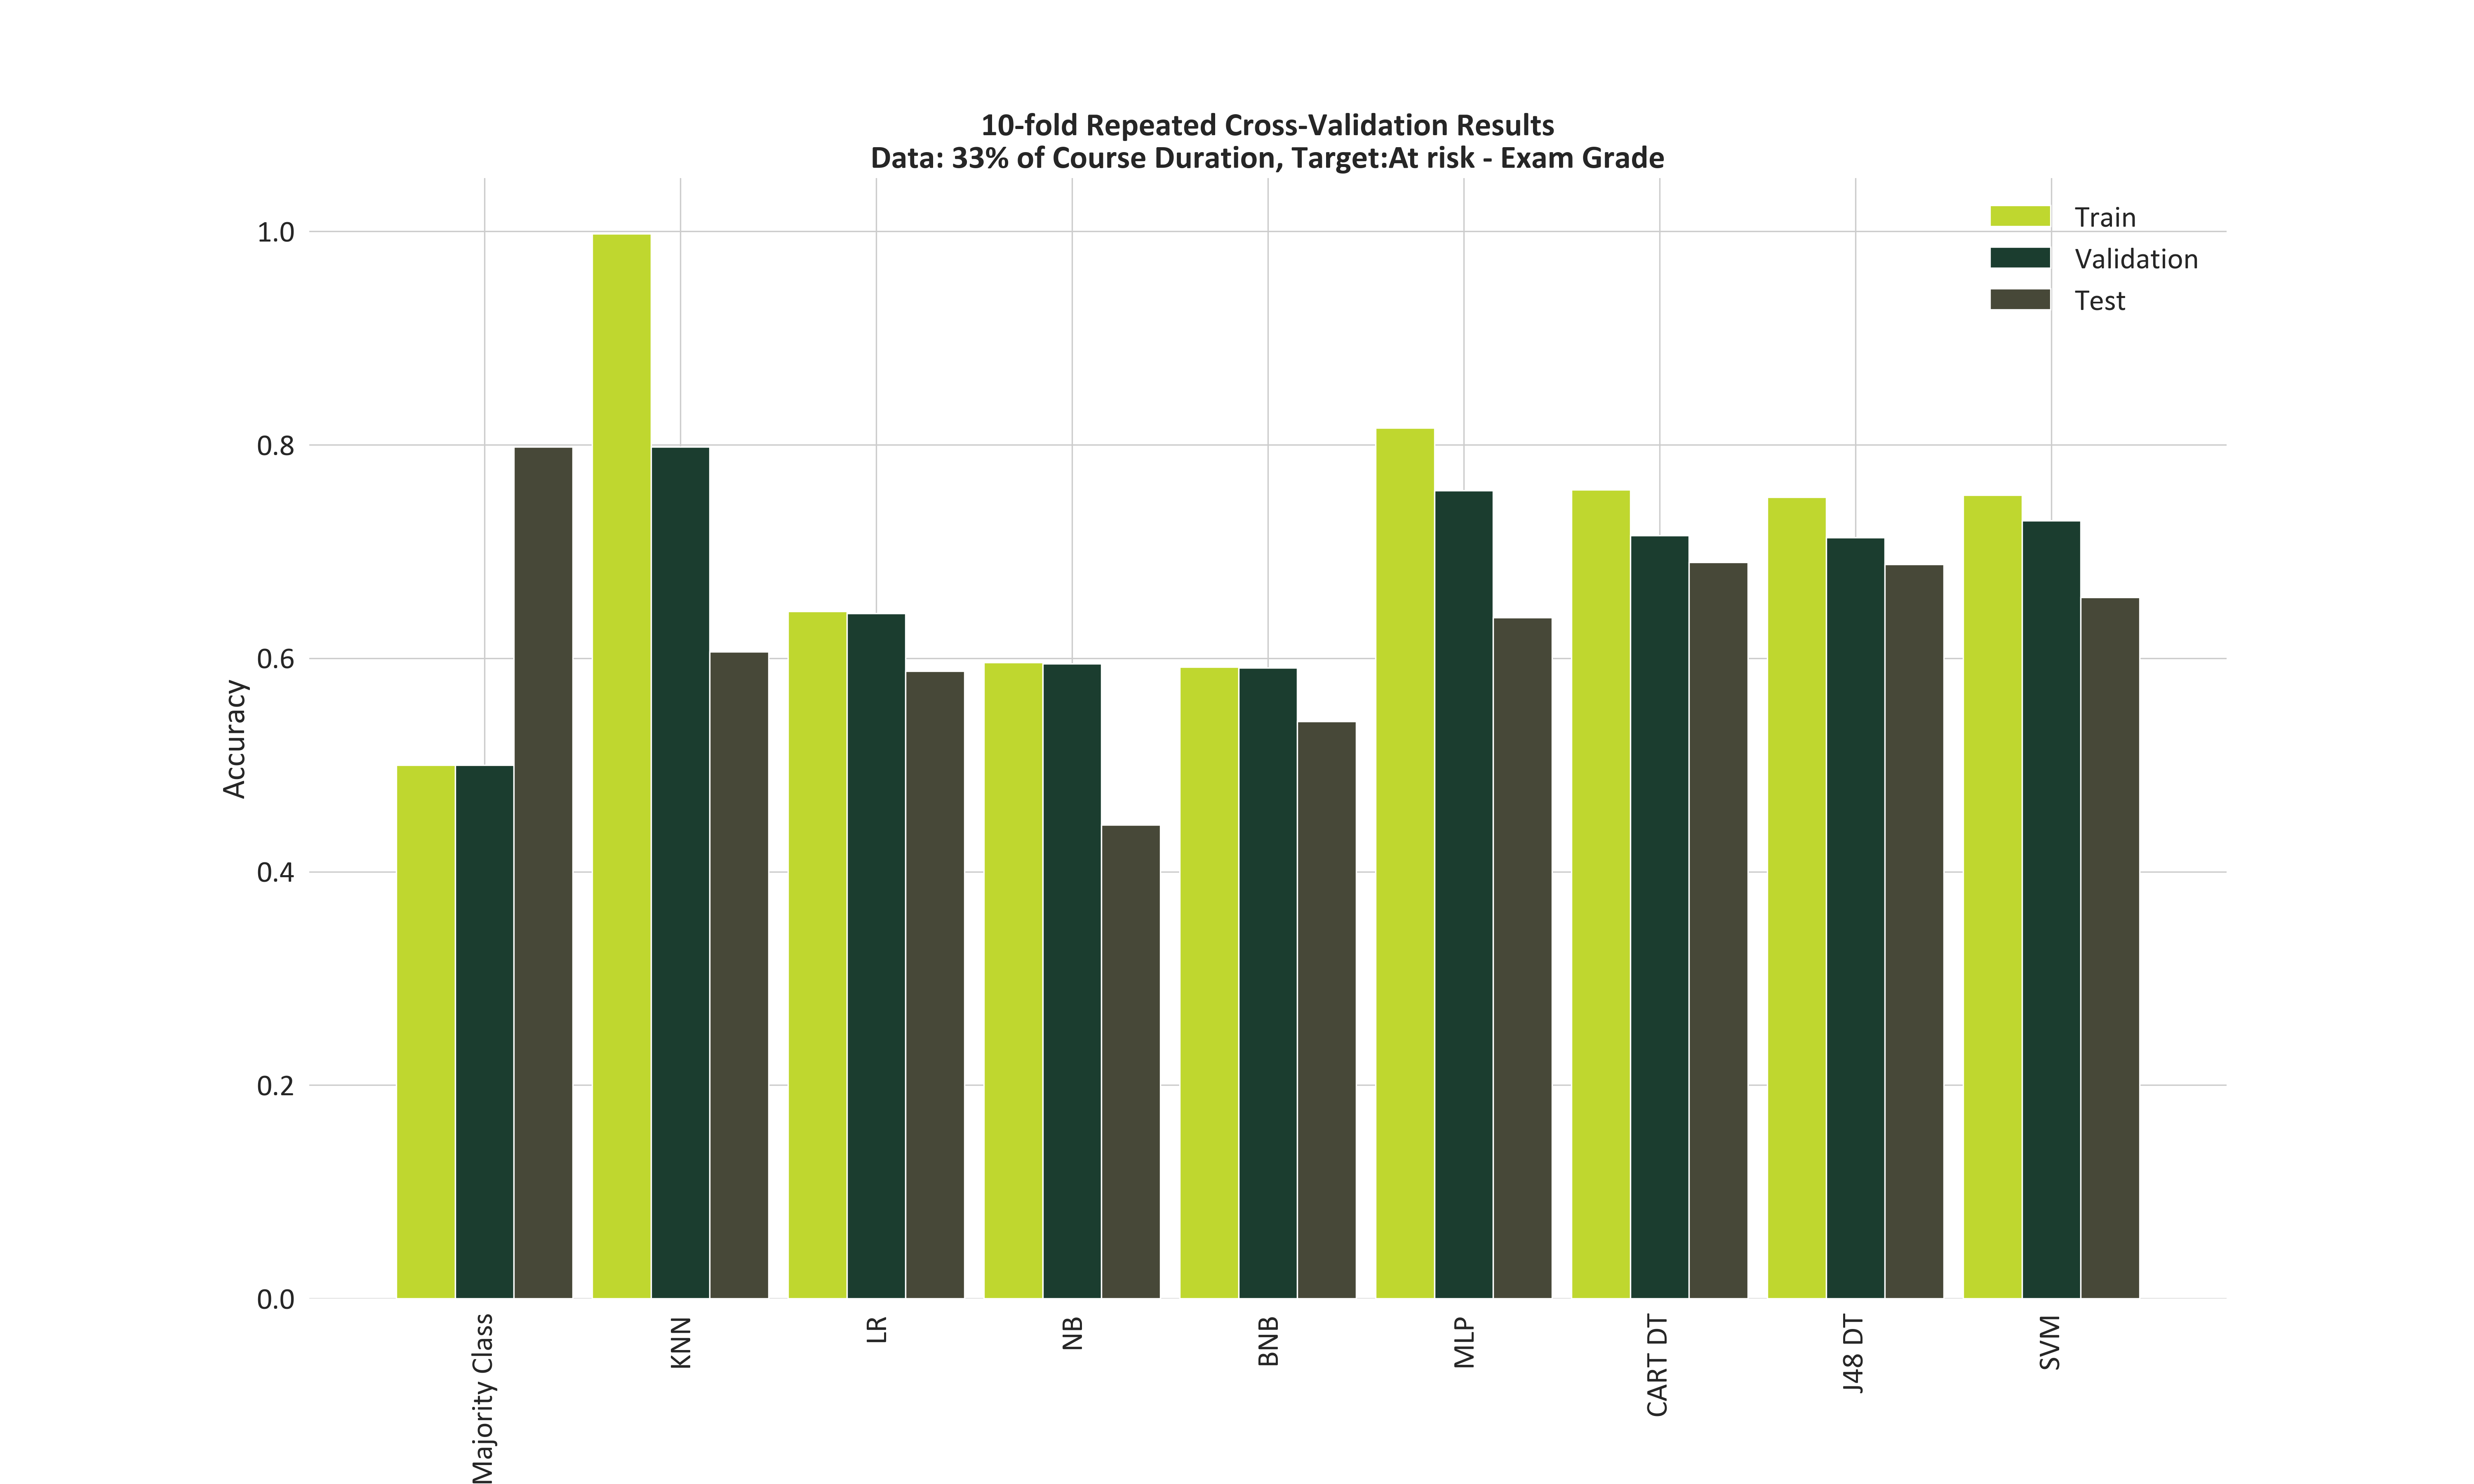 10-fold Repeated Cross-Validation Results
Data: 33% of Course Duration, Target:At risk - Exam Grade
Train
Validation
Test
1.0
0.8
0.6
0.4
0.2
0.0
Accuracy
Majority Class
KNN
LR
NB
BNB
MLP
CART DT
J48 DT
SVM